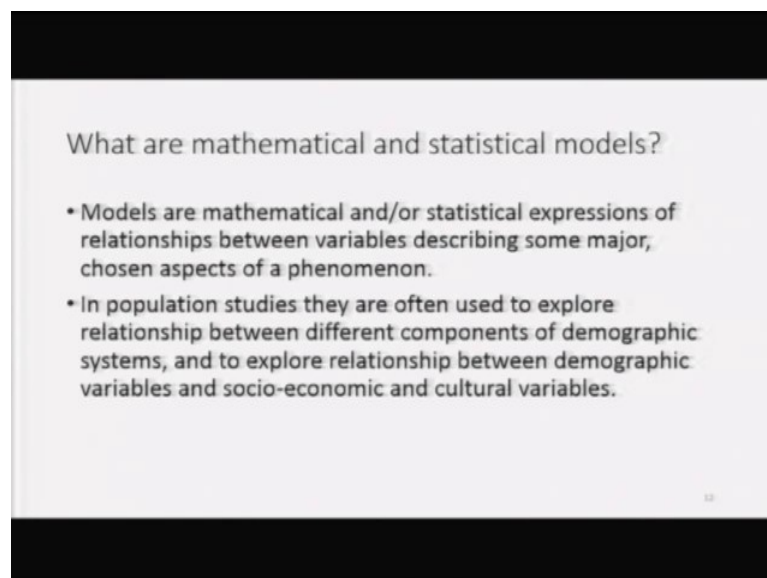 What are mathematical and statistical models?
• Models are mathematical and/or statistical expressions of
relationships between variables describing some major,
chosen aspects of a phenomenon.
• In population studies they are often used to explore
relationship between different components of demographic
systems, and to explore relationship between demographic
variables and socio-economic and cultural variables.